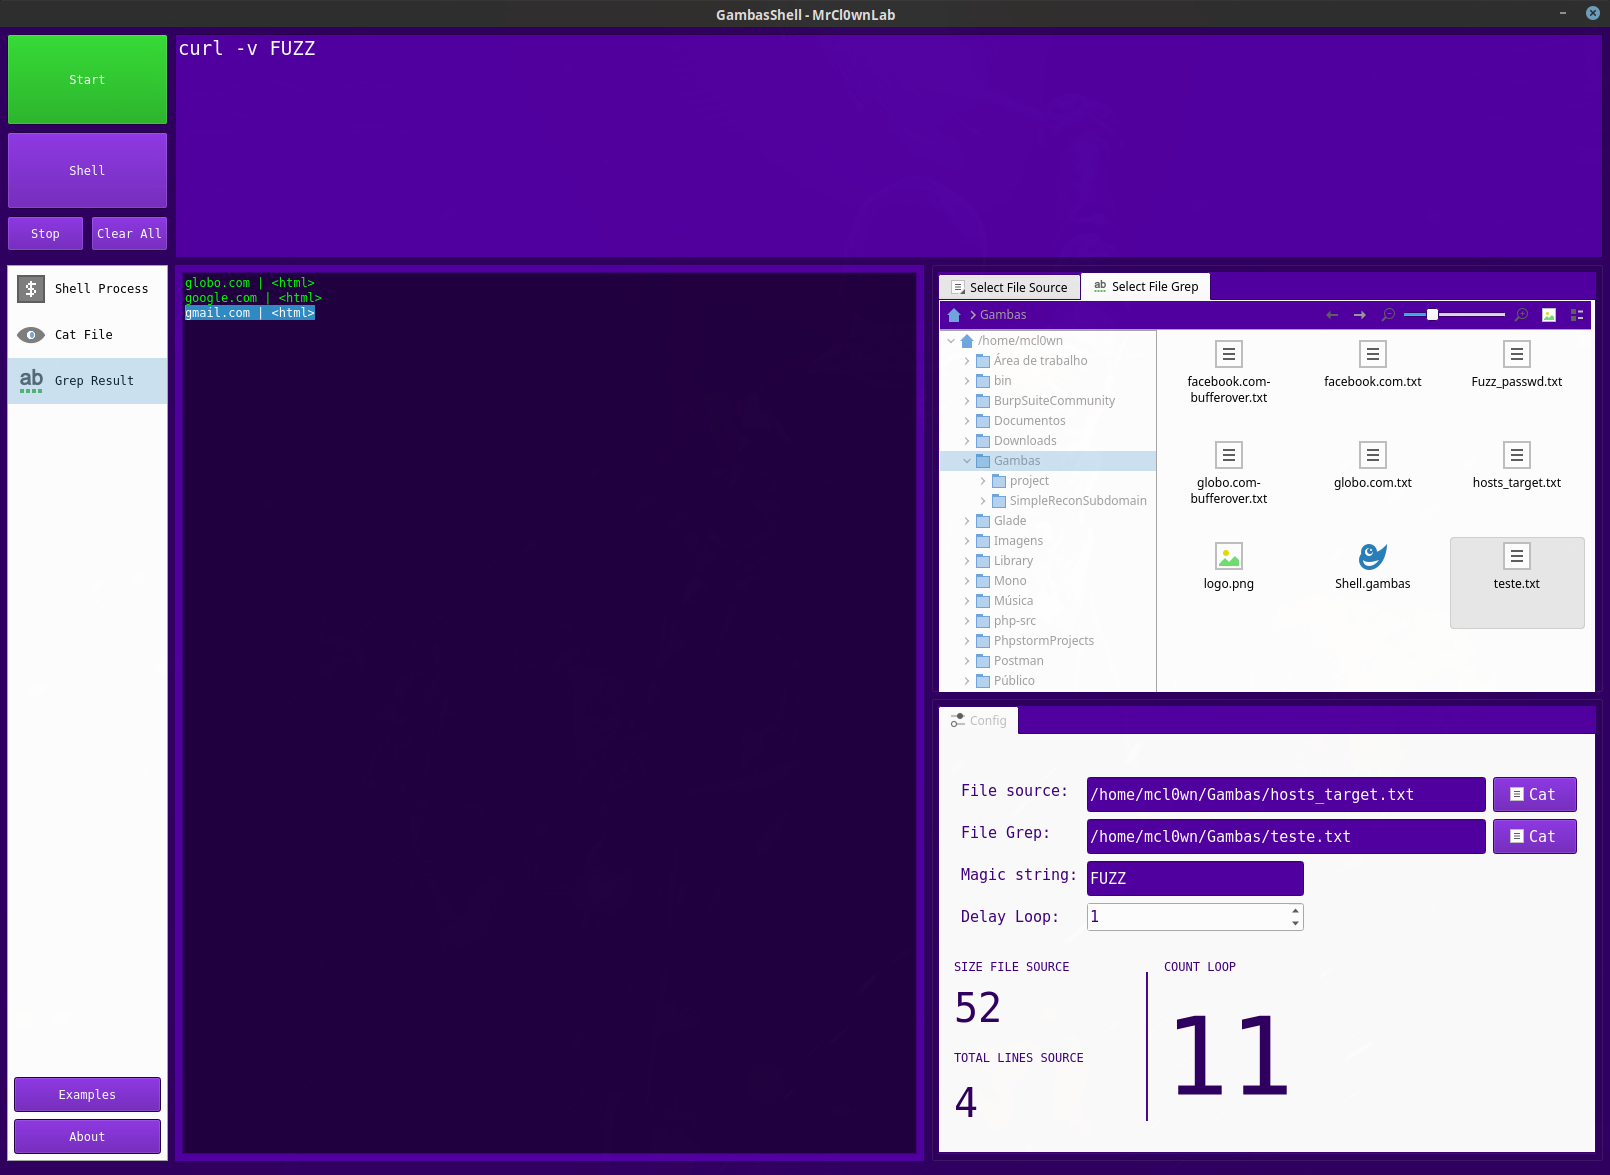 GambasShell - MrCl0wnLab
Start
curl -v FUZZ
Shell
Stop
Clear All
Shell Process
Cat File
Grep Result
Examples
About
globo.com | <html>
google.com | <html>
gmail.com | <html>
Select File Source
Select File Grep
Gambas
/home/mcl0wn
Área de trabalho
bin
BurpSuiteCommunity
Documentos
Downloads
Gambas
project
SimpleReconSubdomain
Glade
Imagens
Library
Mono
Música
php-src
PhpstormProjects
Postman
Público
facebook.com-
bufferover.txt
facebook.com.txt
Fuzz_passwd.txt
globo.com-
bufferover.txt
globo.com.txt
hosts_target.txt
logo.png
Shell.gambas
teste.txt
Config
File source: /home/mcl0wn/Gambas/hosts_target.txt Cat
File Grep: /home/mcl0wn/Gambas/teste.txt Cat
Magic string: FUZZ
Delay Loop: 1
SIZE FILE SOURCE
52
TOTAL LINES SOURCE
4
COUNT LOOP
11